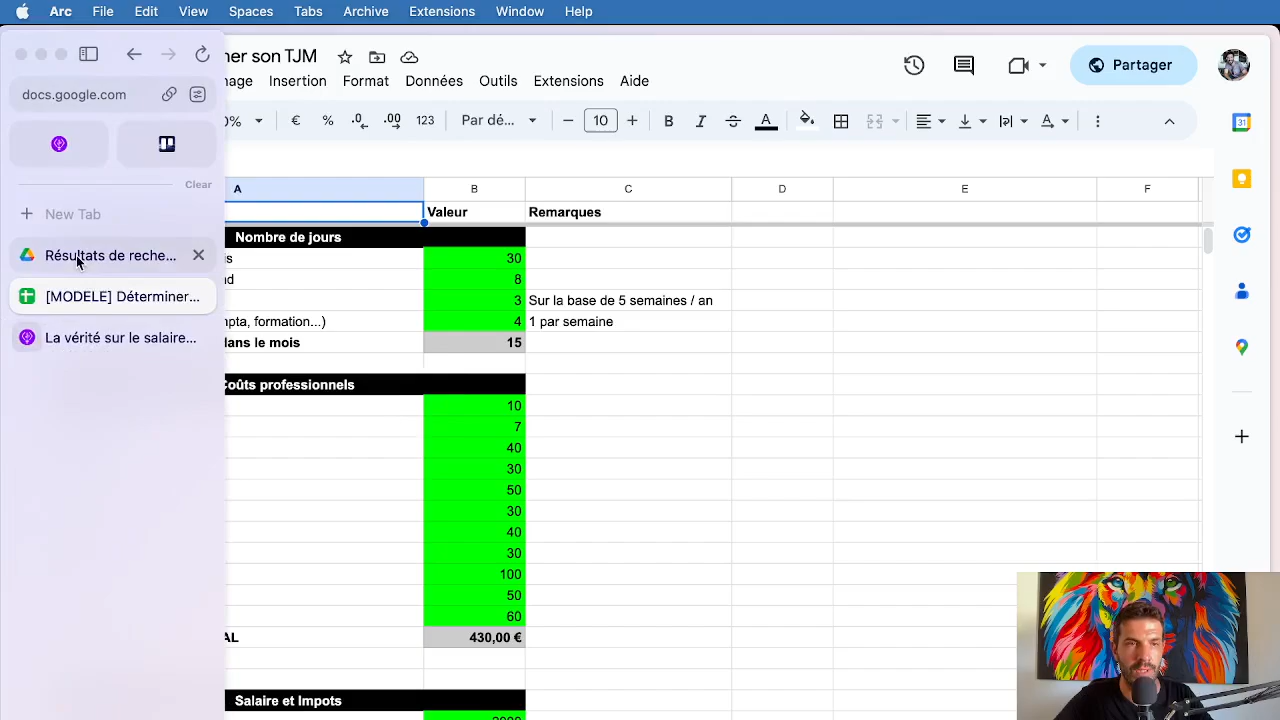 Arc File Edit View Spaces Tabs Archive Extensions Window Help
her son TJM
Insertion Format Données Outils Extensions Aide
Partager
docs.google.com
0% € % .0 .00 123 Par dé... 10 B I A
Clear
A B C D E F
New Tab
Valeur Remarques
Nombre de jours
Résultats de reche...
30
8
[MODELE] Déterminer...
3 Sur la base de 5 semaines / an
mpta, formation...) 4 1 par semaine
La vérité sur le salaire...
dans le mois 15
Coûts professionnels
10
7
40
30
50
30
40
30
100
50
60
AL 430,00 €
Salaire et Impots